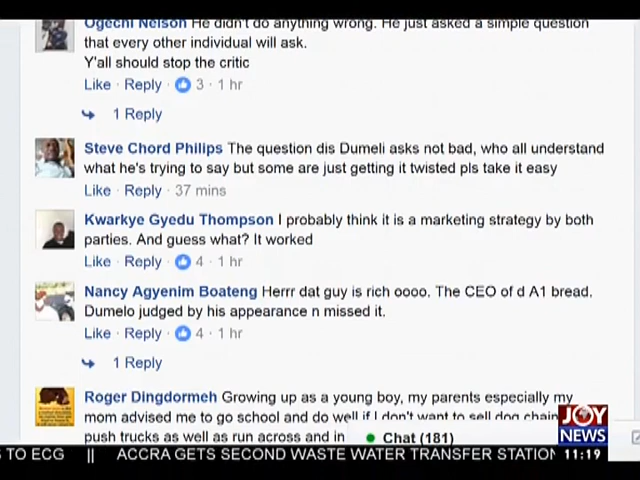 Ogechi Nelson He didn't do anything wrong. He just asked a simple question
that every other individual will ask.
Y'all should stop the critic
Like · Reply · 3 · 1 hr
1 Reply
Steve Chord Philips The question dis Dumeli asks not bad, who all understand
what he's trying to say but some are just getting it twisted pls take it easy
Like · Reply · 37 mins
Kwarkye Gyedu Thompson I probably think it is a marketing strategy by both
parties. And guess what? It worked
Like · Reply · 4 · 1 hr
Nancy Agyenim Boateng Herrr dat guy is rich oooo. The CEO of d A1 bread.
Dumelo judged by his appearance n missed it.
Like · Reply · 4 · 1 hr
1 Reply
Roger Dingdormeh Growing up as a young boy, my parents especially my
mom advised me to go school and do well if I don't want to sell dog chain
push trucks as well as run across and in
Chat (181)
JOY
NEWS
S TO ECG || ACCRA GETS SECOND WASTE WATER TRANSFER STATION 11:19